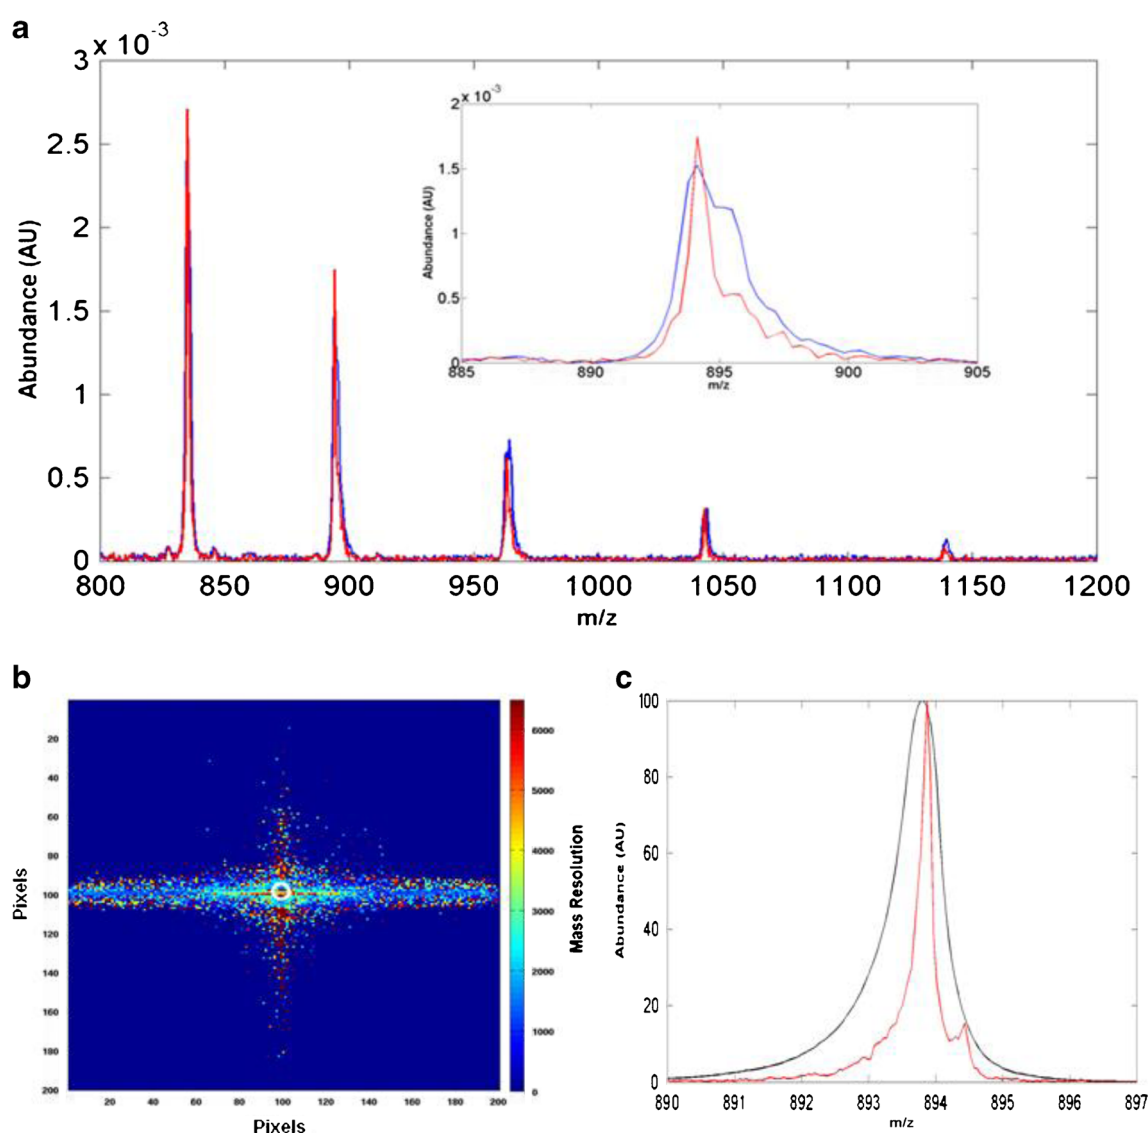 a
3 x 10⁻³
2.5
2
1.5
1
0.5
0
Abundance (AU)
800 850 900 950 1000 1050 1100 1150 1200
m/z
2 x 10⁻³
1.5
1
0.5
0
Abundance (AU)
885 890 895 900 905
m/z
b
20
40
60
80
100
120
140
160
180
200
Pixels
20 40 60 80 100 120 140 160 180 200
Pixels
6000
5000
4000
3000
2000
1000
0
Mass Resolution
c
100
80
60
40
20
0
Abundance (AU)
890 891 892 893 894 895 896 897
m/z